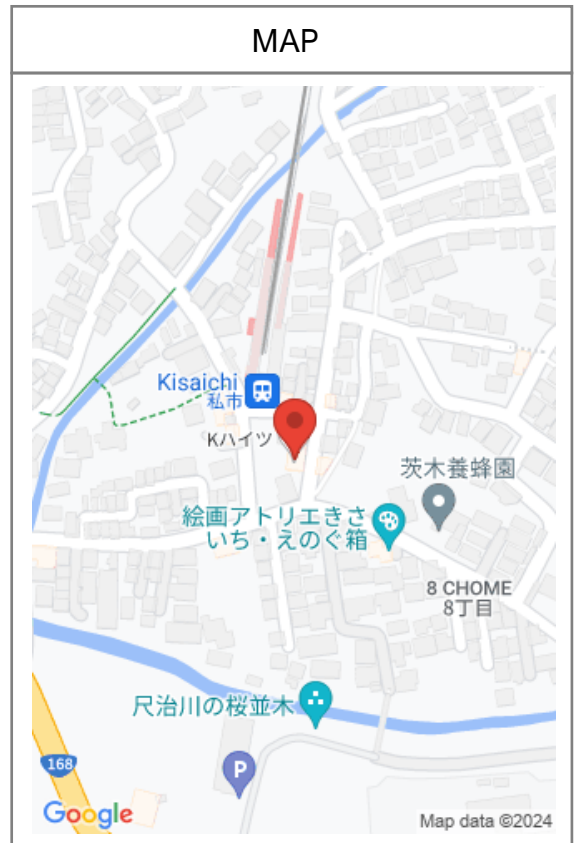 MAP
Kisaichi
私市
Kハイツ
茨木養蜂園
絵画アトリエきさ
いち・えのぐ箱
8 CHOME
8丁目
尺治川の桜並木
168
P
Google
Map data ©2024